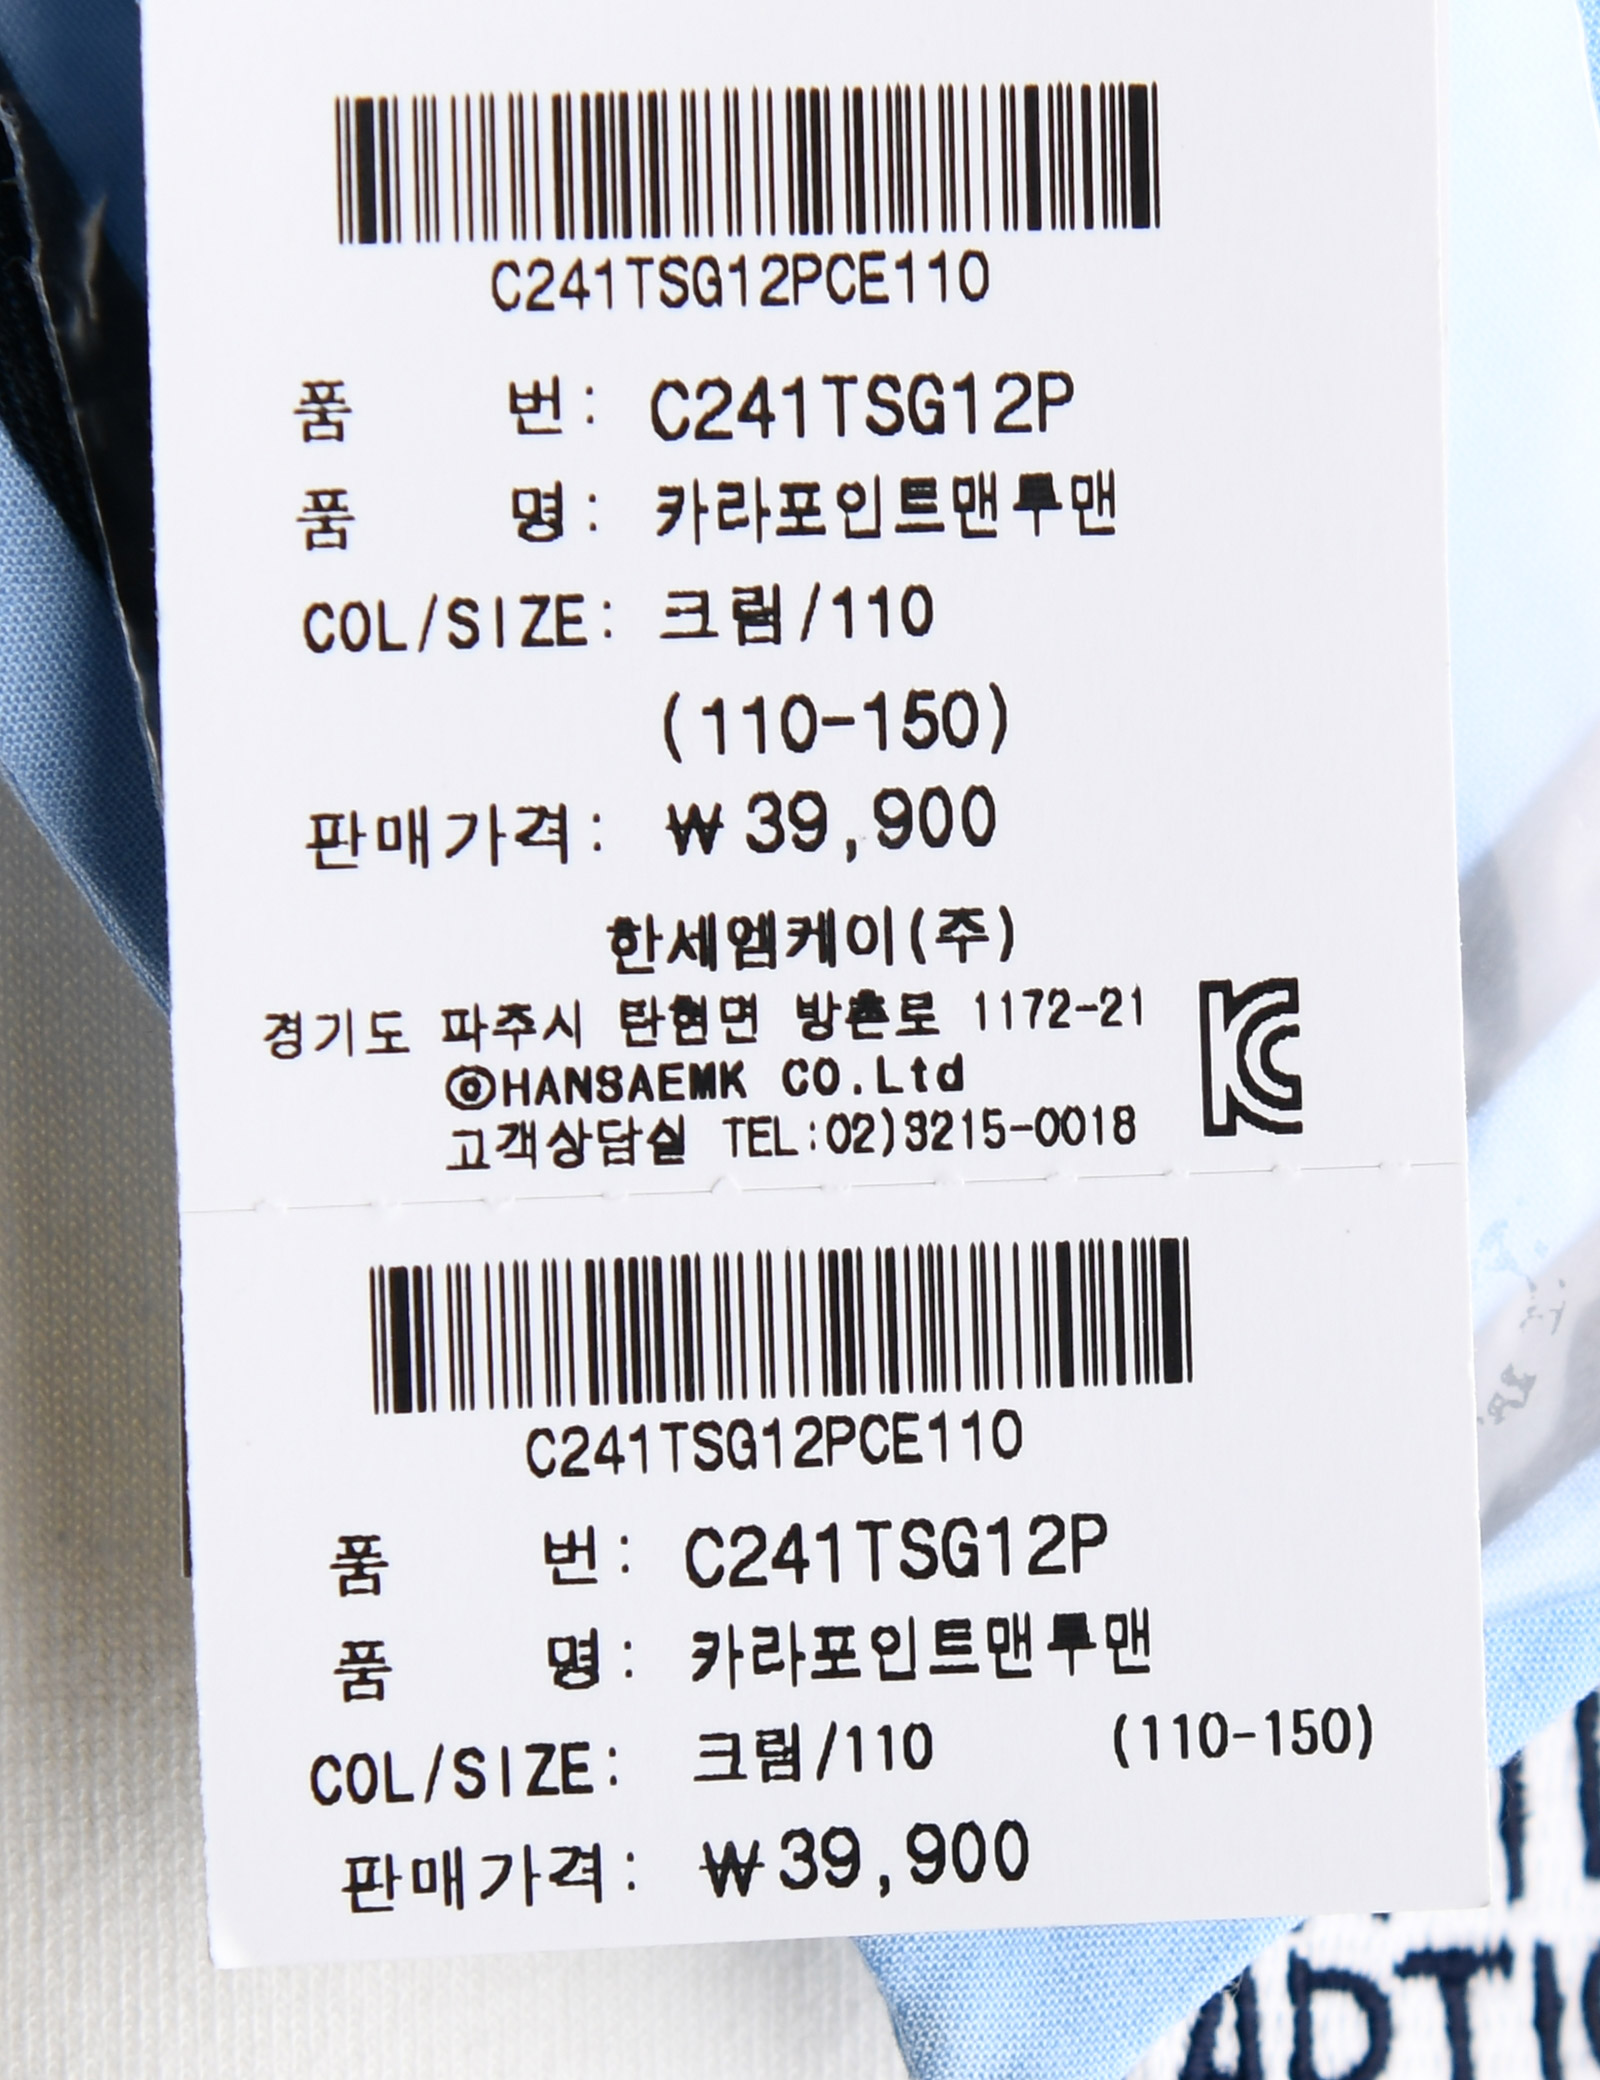 C241TSG12PCE110
품 번: C241TSG12P
품 명: 카라포인트맨투맨
COL/SIZE: 크림/110
(110-150)
판매가격: ₩39,900
한세엠케이(주)
경기도 파주시 탄현면 방촌로 1172-21
KC
©HANSAEMK CO.Ltd
고객상담실 TEL:02)3215-0018
C241TSG12PCE110
품 번: C241TSG12P
품 명: 카라포인트맨투맨
COL/SIZE: 크림/110 (110-150)
판매가격: ₩39,900